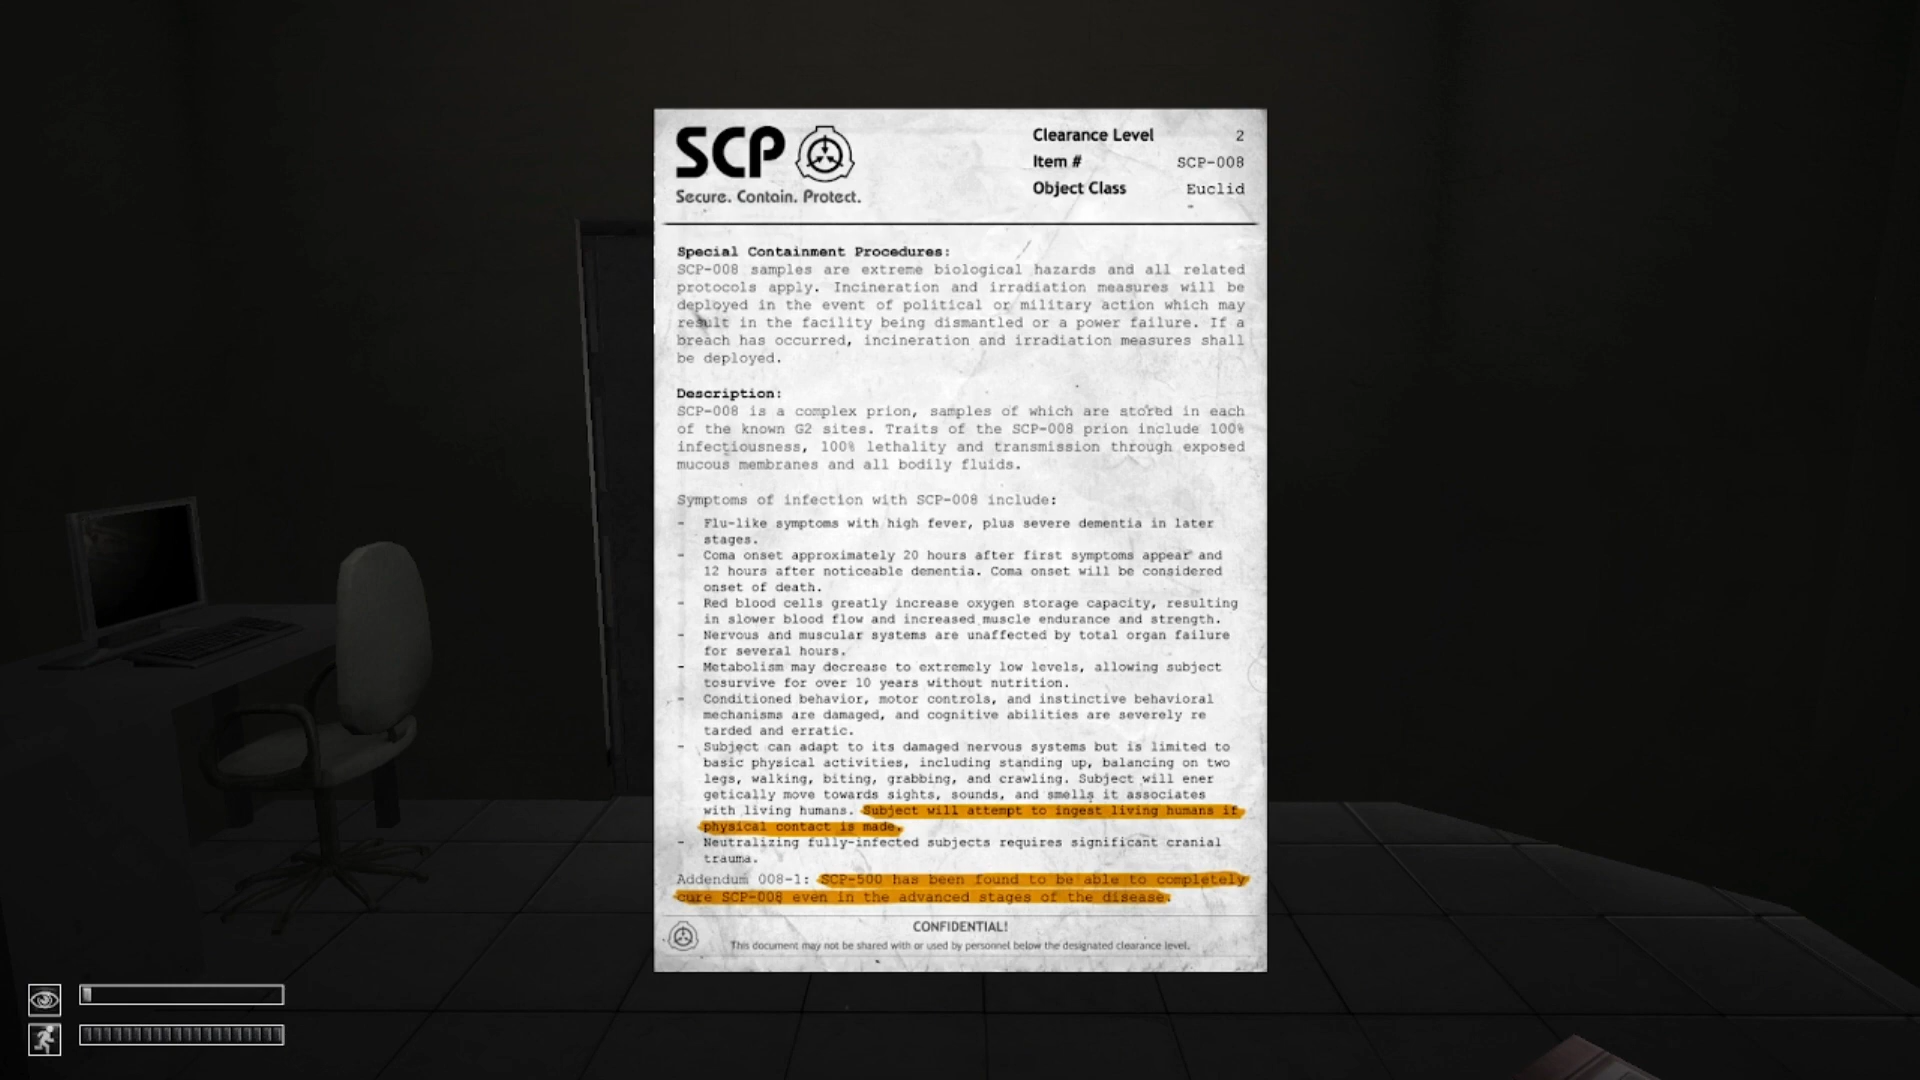 SCP
Secure. Contain. Protect.
Clearance Level 2
Item # SCP-008
Object Class Euclid
Special Containment Procedures:
SCP-008 samples are extreme biological hazards and all related
protocols apply. Incineration and irradiation measures will be
deployed in the event of political or military action which may
result in the facility being dismantled or a power failure. If a
breach has occurred, incineration and irradiation measures shall
be deployed.
Description:
SCP-008 is a complex prion, samples of which are stored in each
of the known G2 sites. Traits of the SCP-008 prion include 100%
infectiousness, 100% lethality and transmission through exposed
mucous membranes and all bodily fluids.
Symptoms of infection with SCP-008 include:
- Flu-like symptoms with high fever, plus severe dementia in later
stages.
- Coma onset approximately 20 hours after first symptoms appear and
12 hours after noticeable dementia. Coma onset will be considered
onset of death.
- Red blood cells greatly increase oxygen storage capacity, resulting
in slower blood flow and increased muscle endurance and strength.
- Nervous and muscular systems are unaffected by total organ failure
for several hours.
- Metabolism may decrease to extremely low levels, allowing subject
tosurvive for over 10 years without nutrition.
- Conditioned behavior, motor controls, and instinctive behavioral
mechanisms are damaged, and cognitive abilities are severely re
tarded and erratic.
- Subject can adapt to its damaged nervous systems but is limited to
basic physical activities, including standing up, balancing on two
legs, walking, biting, grabbing, and crawling. Subject will ener
getically move towards sights, sounds, and smells it associates
with living humans. Subject will attempt to ingest living humans if
physical contact is made.
- Neutralizing fully-infected subjects requires significant cranial
trauma.
Addendum 008-1: SCP-500 has been found to be able to completely
cure SCP-008 even in the advanced stages of the disease.
CONFIDENTIAL!
This document may not be shared with or used by personnel below the designated clearance level.